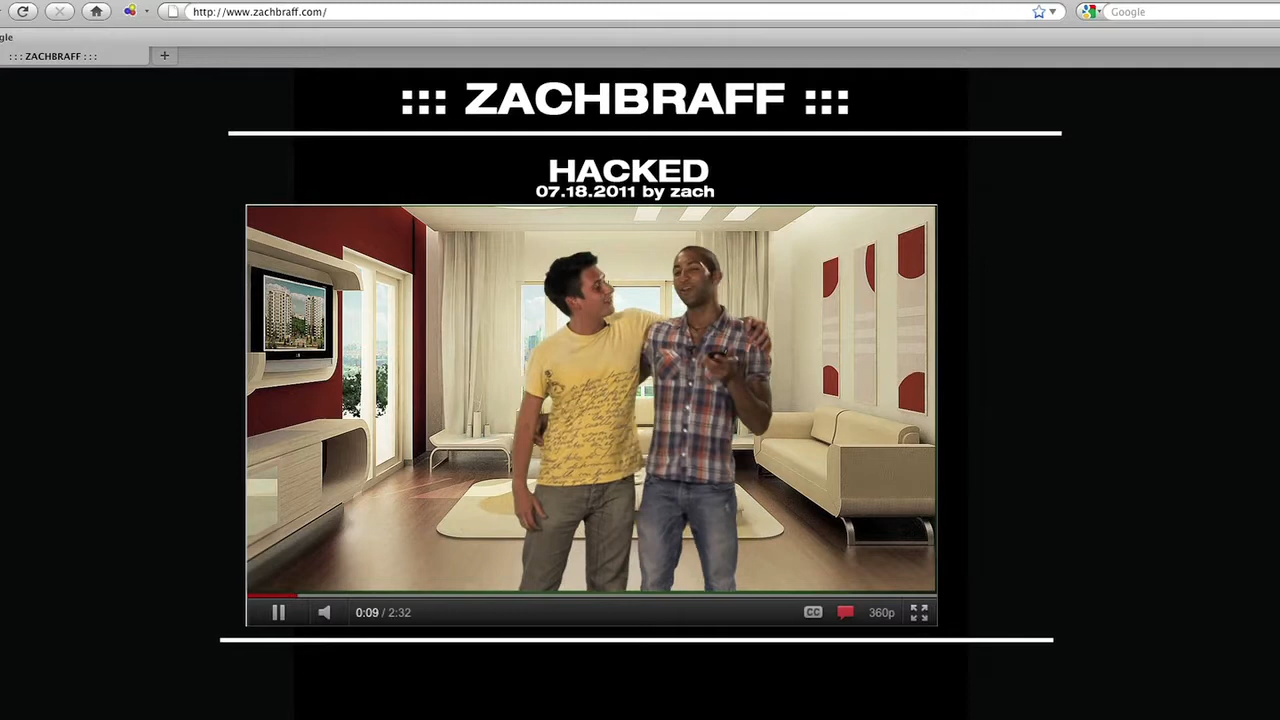 http://www.zachbraff.com/
Google
gle
::: ZACHBRAFF :::
::: ZACHBRAFF :::
HACKED
07.18.2011 by zach
0:09 / 2:32
CC
360p